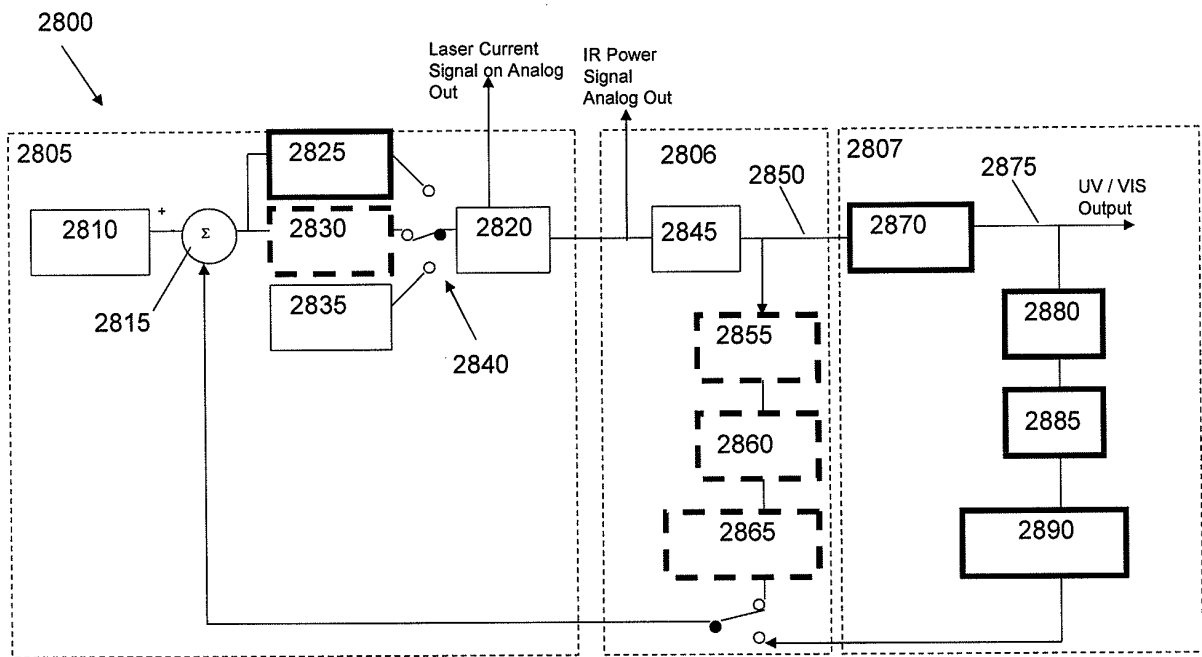 2800
Laser Current
Signal on Analog
Out
IR Power
Signal
Analog Out
2805
2825
2806
2807
2850
2875
UV / VIS
Output
2810
+
-
Σ
2830
2820
2845
2870
2815
2835
2840
2855
2880
2860
2885
2865
2890